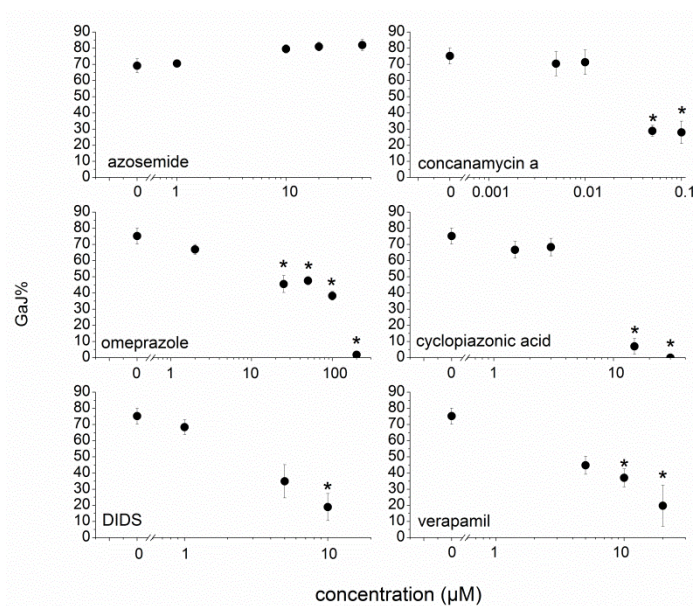 90 80 70 60 50 40 30 20 10 0
azosemide
0 1 10
90 80 70 60 50 40 30 20 10 0
* *
concanamycin a
0 0.001 0.01 0.1
GaJ%
90 80 70 60 50 40 30 20 10 0
* * * *
omeprazole
0 1 10 100
90 80 70 60 50 40 30 20 10 0
* *
cyclopiazonic acid
0 1 10
90 80 70 60 50 40 30 20 10 0
*
DIDS
0 1 10
90 80 70 60 50 40 30 20 10 0
* *
verapamil
0 1 10
concentration (µM)